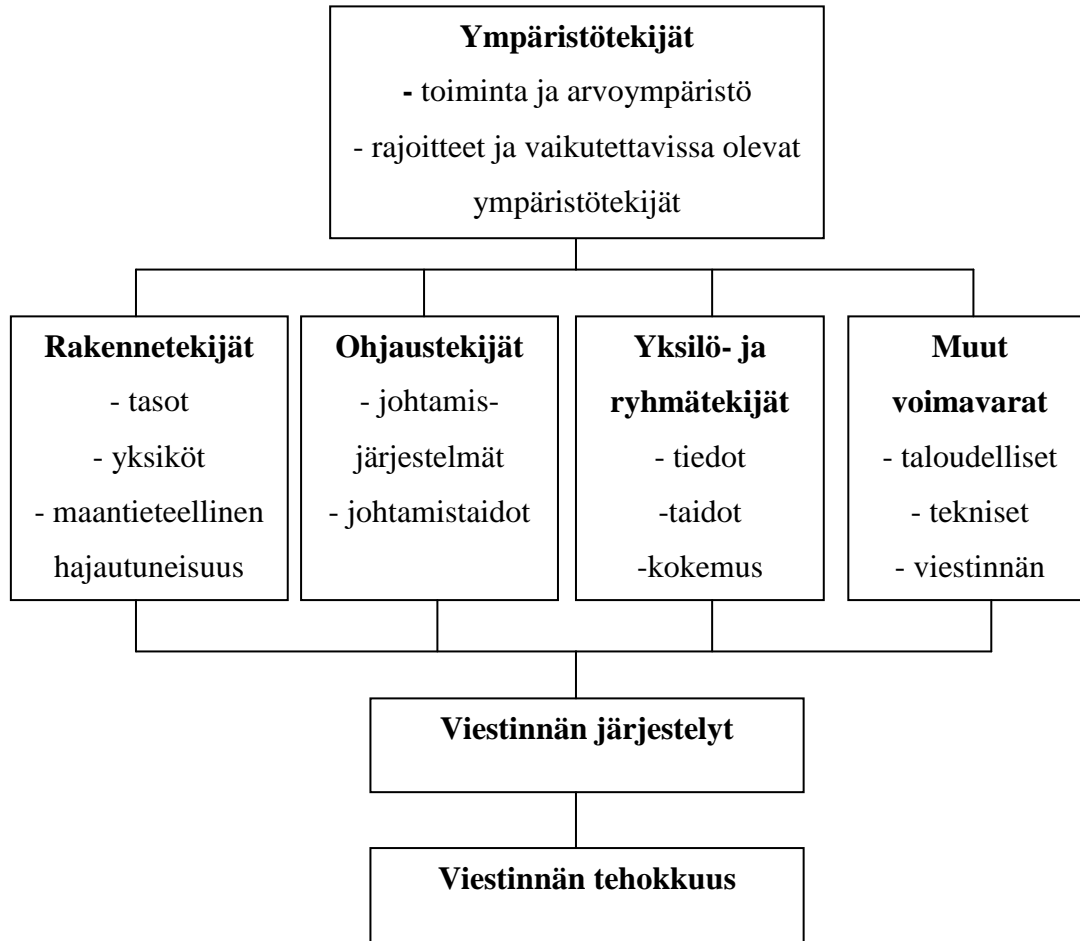 Ympäristötekijät
- toiminta ja arvoympäristö
- rajoitteet ja vaikutettavissa olevat
ympäristötekijät
Rakennetekijät
- tasot
- yksiköt
- maantieteellinen
hajautuneisuus
Ohjaustekijät
- johtamis-
järjestelmät
- johtamistaidot
Yksilö- ja
ryhmätekijät
- tiedot
-taidot
-kokemus
Muut
voimavarat
- taloudelliset
- tekniset
- viestinnän
Viestinnän järjestelyt
Viestinnän tehokkuus